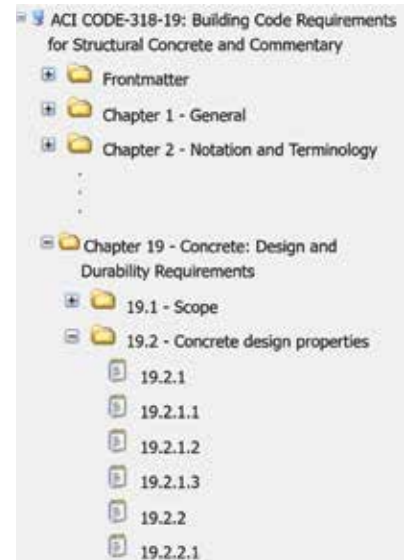 ACI CODE-318-19: Building Code Requirements
for Structural Concrete and Commentary
Frontmatter
Chapter 1 - General
Chapter 2 - Notation and Terminology
.
.
.
Chapter 19 - Concrete: Design and
Durability Requirements
19.1 - Scope
19.2 - Concrete design properties
19.2.1
19.2.1.1
19.2.1.2
19.2.1.3
19.2.2
19.2.2.1